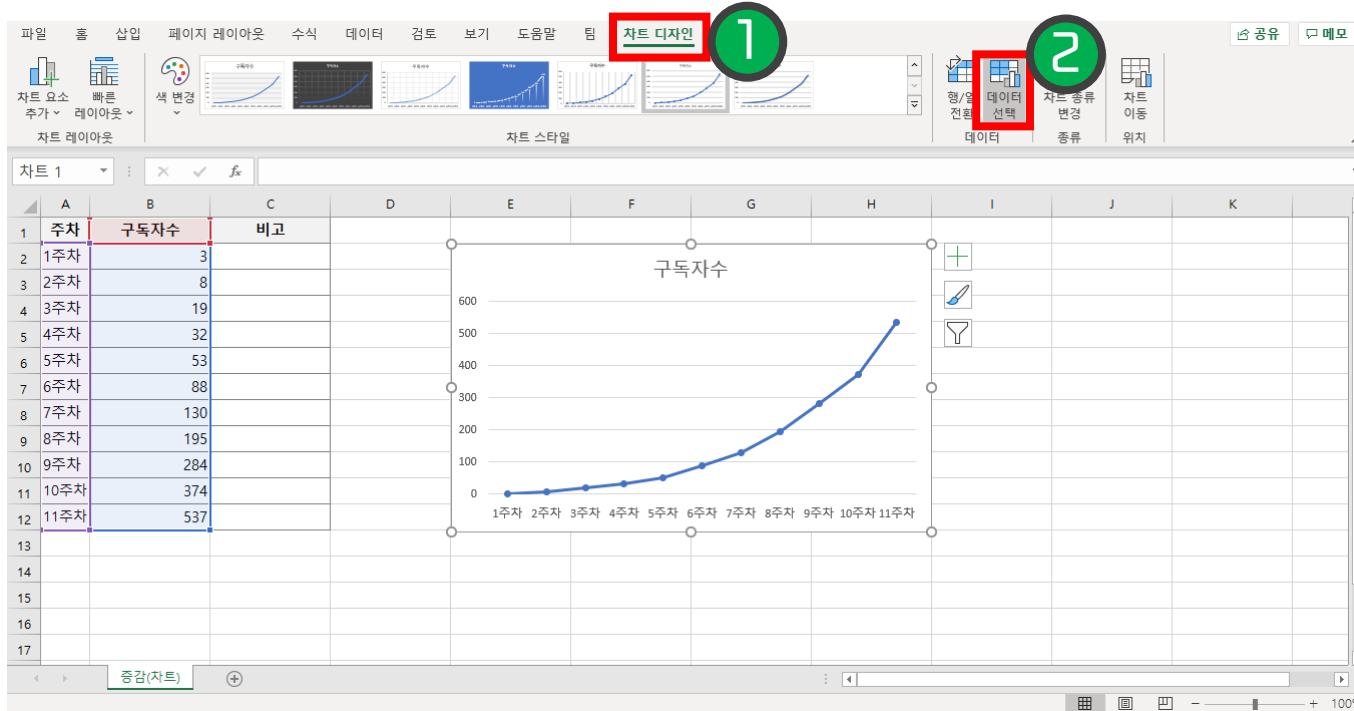 파일 홈 삽입 페이지 레이아웃 수식 데이터 검토 보기 도움말 팀 차트 디자인 1 공유 메모
2
차트 요소 추가
빠른 레이아웃
색 변경
구독자수
행/열 전환
데이터 선택
차트 종류 변경
차트 이동
차트 레이아웃 차트 스타일 데이터 종류 위치
차트 1 fx
A B C D E F G H I J K
1 주차 구독자수 비고
2 1주차 3
3 2주차 8
4 3주차 19
5 4주차 32
6 5주차 53
7 6주차 88
8 7주차 130
9 8주차 195
10 9주차 284
11 10주차 374
12 11주차 537
13
14
15
16
17
구독자수
600
500
400
300
200
100
0
1주차 2주차 3주차 4주차 5주차 6주차 7주차 8주차 9주차 10주차 11주차
증감(차트)
100%